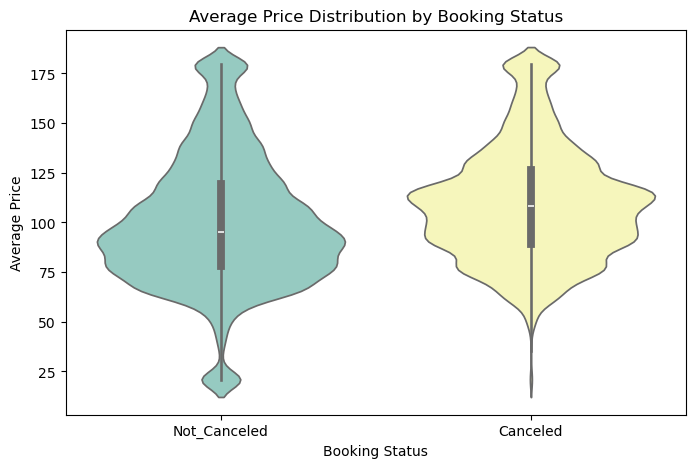 Average Price Distribution by Booking Status
Average Price
175
150
125
100
75
50
25
Not_Canceled
Canceled
Booking Status